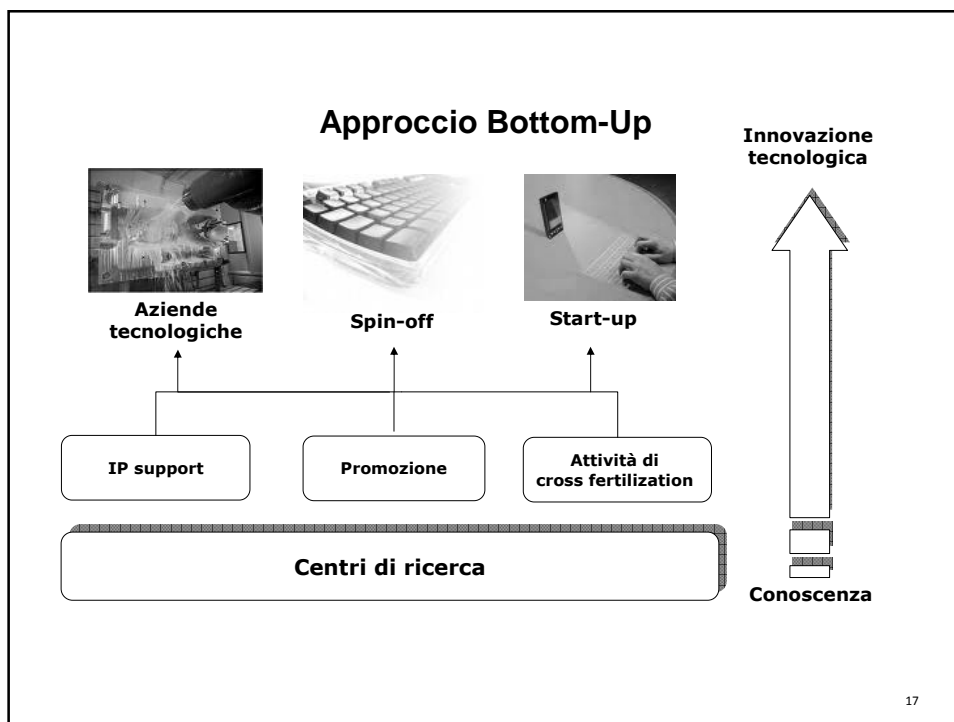 Approccio Bottom-Up
Innovazione
tecnologica
Aziende
tecnologiche
Spin-off
Start-up
IP support
Promozione
Attività di
cross fertilization
Centri di ricerca
Conoscenza
17